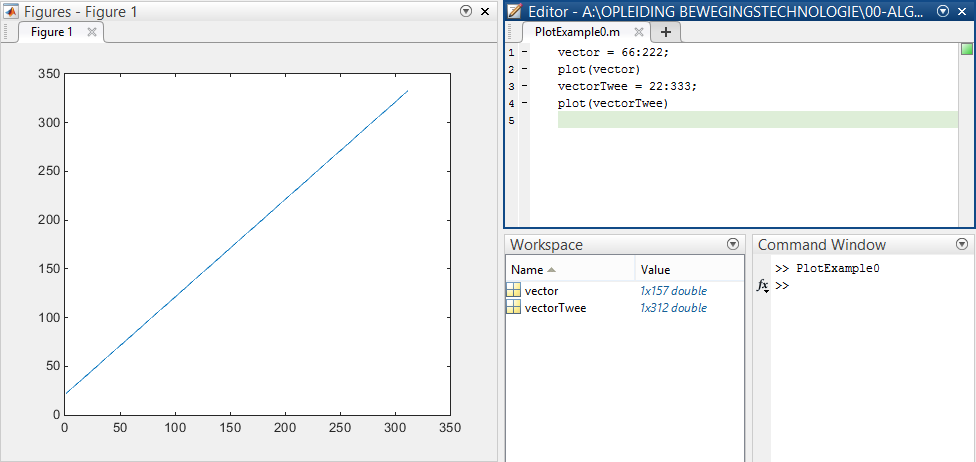 Figures - Figure 1
Figure 1
350
300
250
200
150
100
50
0
0 50 100 150 200 250 300 350
Editor - A:\OPLEIDING BEWEGINGSTECHNOLOGIE\00-ALG...
PlotExample0.m
1 - vector = 66:222;
2 - plot(vector)
3 - vectorTwee = 22:333;
4 - plot(vectorTwee)
5
Workspace
Name Value
vector 1x157 double
vectorTwee 1x312 double
Command Window
>> PlotExample0
fx >>